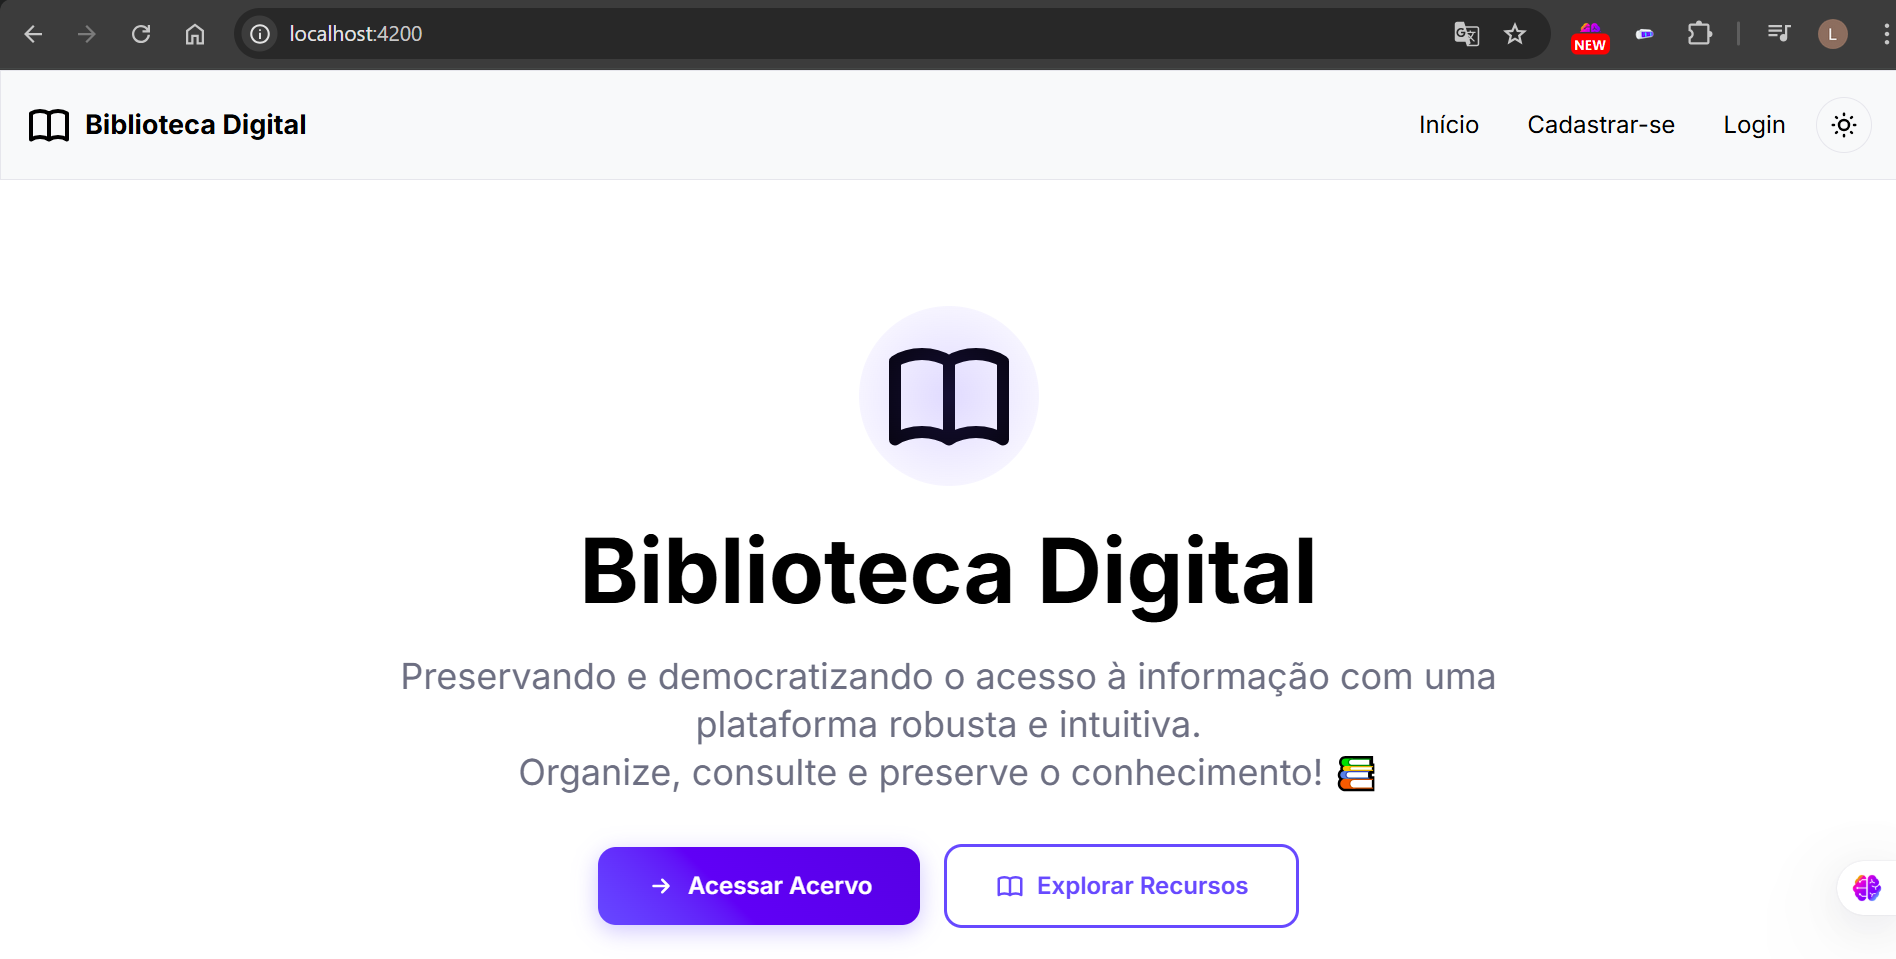 localhost:4200
NEW
L
Biblioteca Digital
Início
Cadastrar-se
Login
Biblioteca Digital
Preservando e democratizando o acesso à informação com uma
plataforma robusta e intuitiva.
Organize, consulte e preserve o conhecimento! 📚
Acessar Acervo
Explorar Recursos